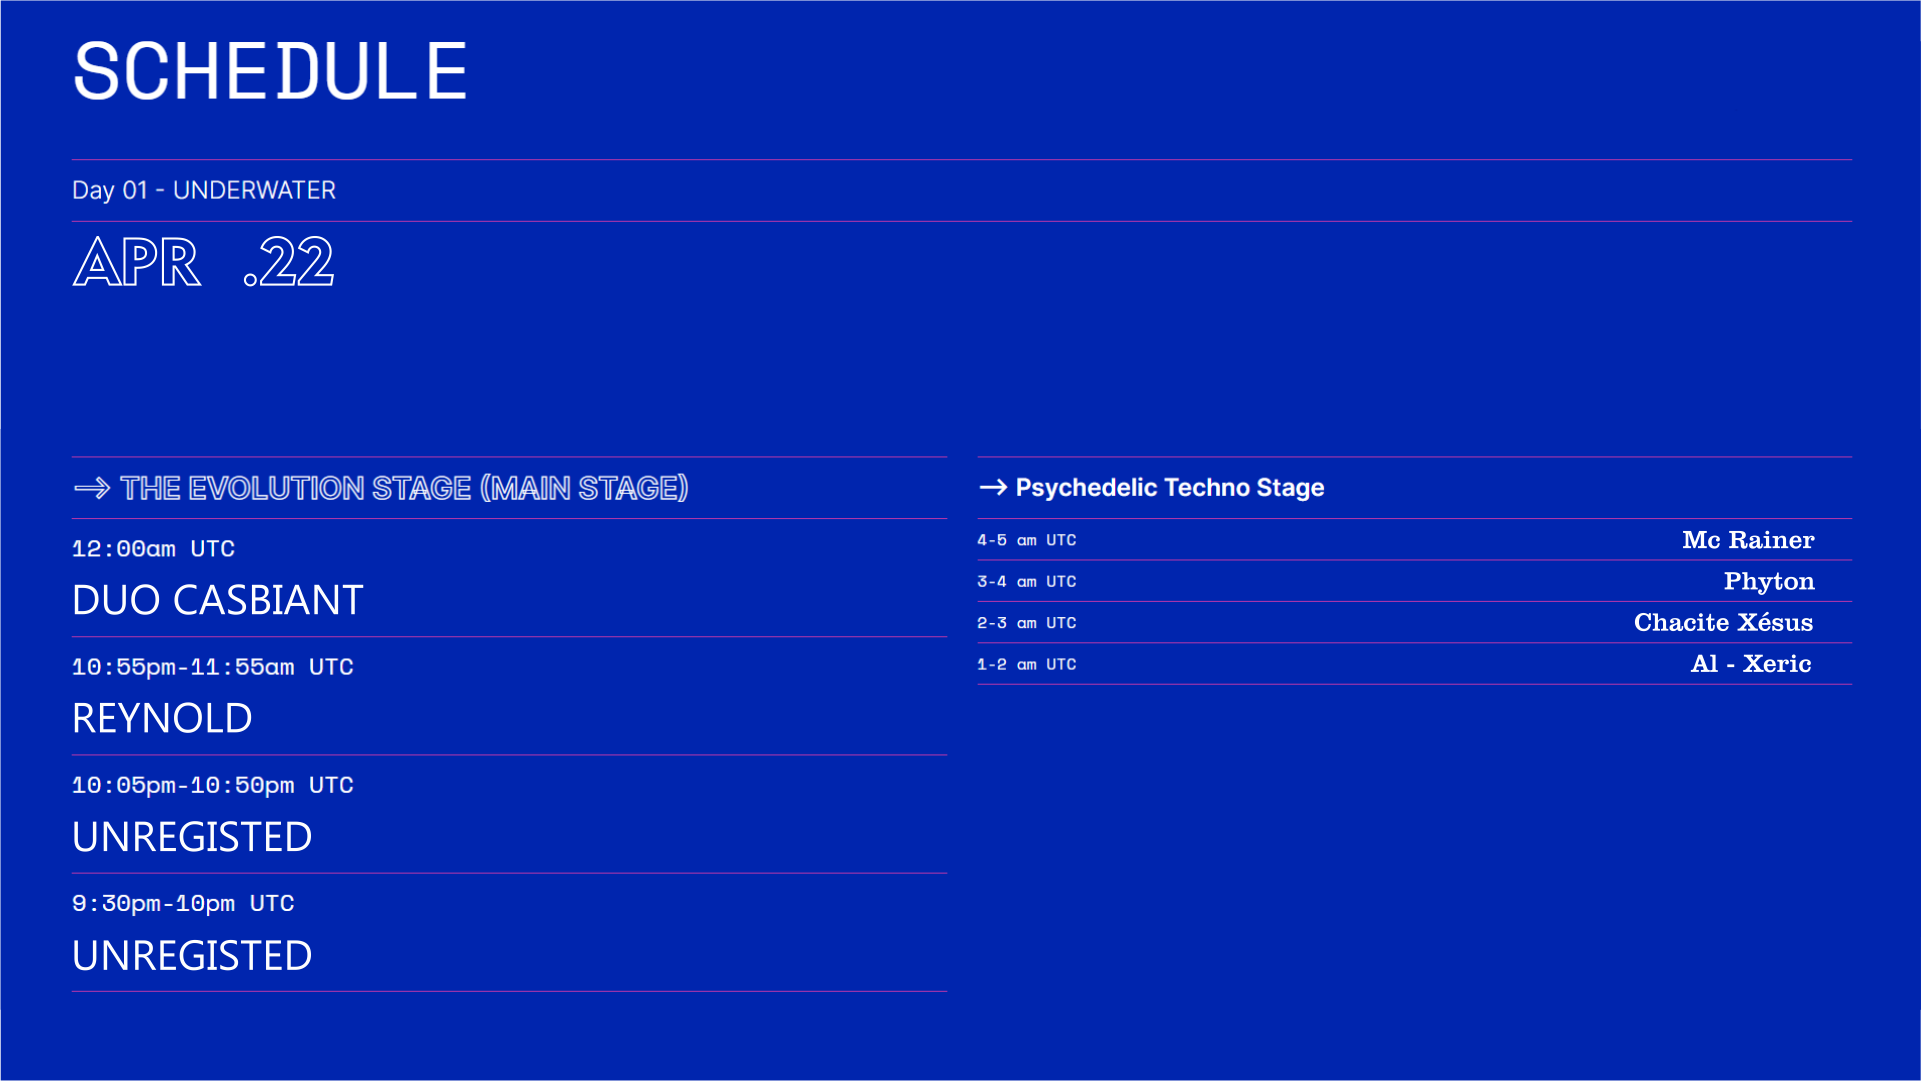 SCHEDULE
Day 01 - UNDERWATER
APR .22
→ THE EVOLUTION STAGE (MAIN STAGE)
12:00am UTC
DUO CASBIANT
10:55pm-11:55am UTC
REYNOLD
10:05pm-10:50pm UTC
UNREGISTED
9:30pm-10pm UTC
UNREGISTED
→ Psychedelic Techno Stage
4-5 am UTC Mc Rainer
3-4 am UTC Phyton
2-3 am UTC Chacite Xésus
1-2 am UTC Al - Xeric